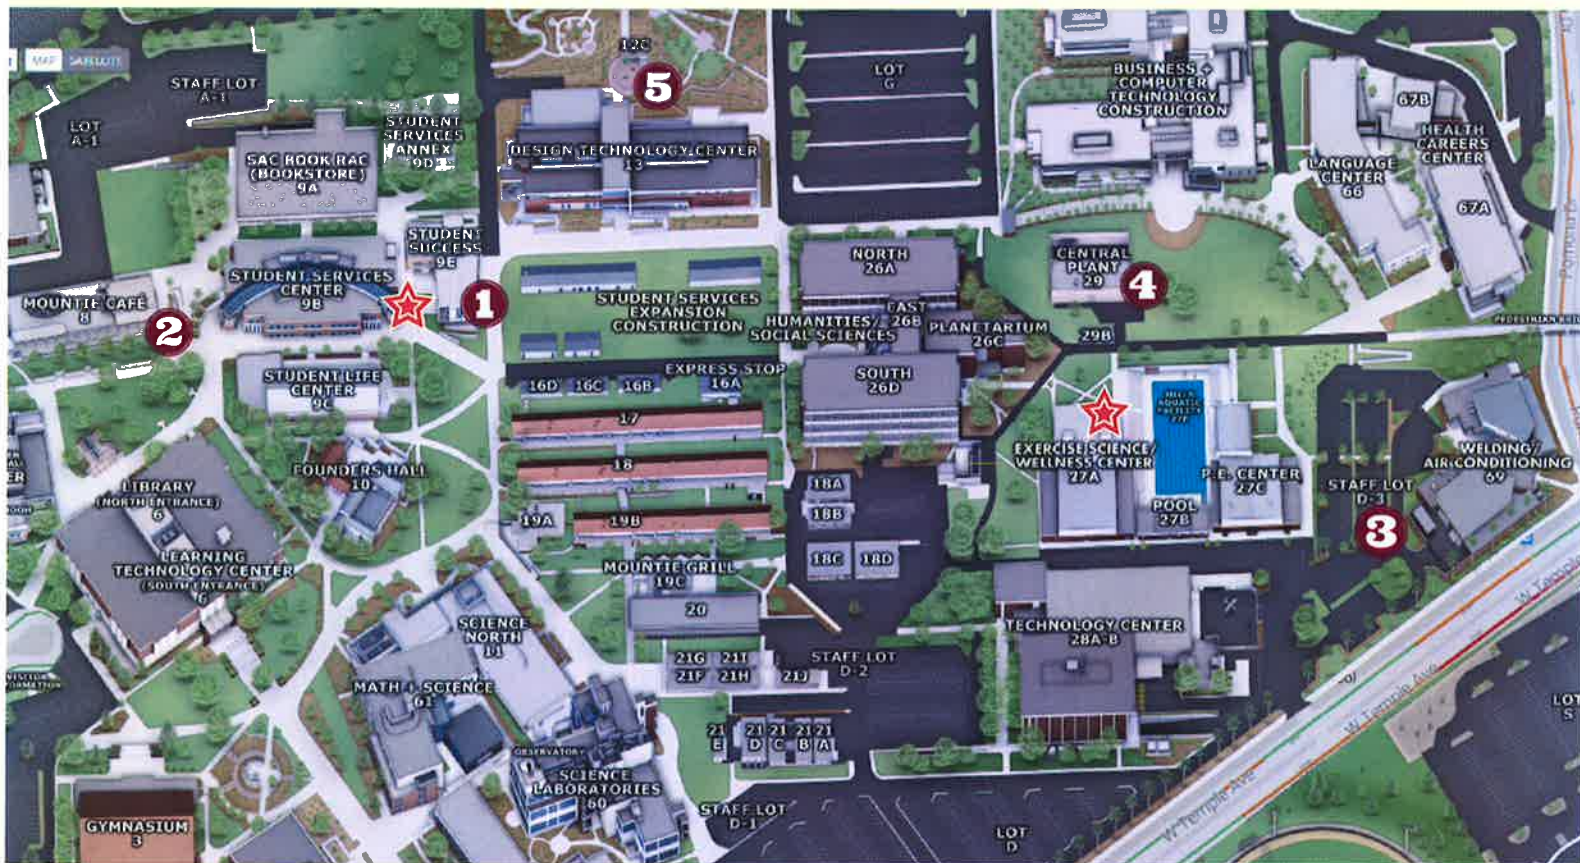 MAP SATELLITE
STAFF LOT
A-1
LOT
A-1
STUDENT
SERVICES
ANNEX
9D
SAC BOOK RAC
(BOOKSTORE)
9A
12C
5
DESIGN TECHNOLOGY CENTER
13
LOT
G
BUSINESS +
COMPUTER
TECHNOLOGY
CONSTRUCTION
67B
HEALTH
CAREERS
CENTER
LANGUAGE
CENTER
66
67A
STUDENT
SUCCESS
9E
STUDENT SERVICES
CENTER
9B
1
MOUNTIE CAFÉ
8
2
STUDENT SERVICES
EXPANSION
CONSTRUCTION
NORTH
26A
EAST
26B
HUMANITIES/
SOCIAL SCIENCES
PLANETARIUM
26C
CENTRAL
PLANT
29
4
29B
STUDENT LIFE
CENTER
9C
EXPRESS STOP
16D 16C 16B 16A
SOUTH
26D
17
18
FOUNDERS HALL
10
LIBRARY
(NORTH ENTRANCE)
6
LEARNING
TECHNOLOGY CENTER
(SOUTH ENTRANCE)
6
19A
19B
18A
18B
18C 18D
AQUATIC
FACILITY
EXERCISE SCIENCE/
WELLNESS CENTER
27A
POOL
27B
P.E. CENTER
27C
STAFF LOT
D-3
3
WELDING/
AIR CONDITIONING
69
MOUNTIE GRILL
19C
20
SCIENCE
NORTH
11
MATH + SCIENCE
61
21G 21I
21F 21H 21J
STAFF LOT
D-2
TECHNOLOGY CENTER
28A-B
21
E
21
D
21
C
21
B
21
A
OBSERVATORY
SCIENCE
LABORATORIES
60
STAFF LOT
D-1
LOT
D
GYMNASIUM
3
LOT
S
W Temple Ave
W Temple Ave
W Temple